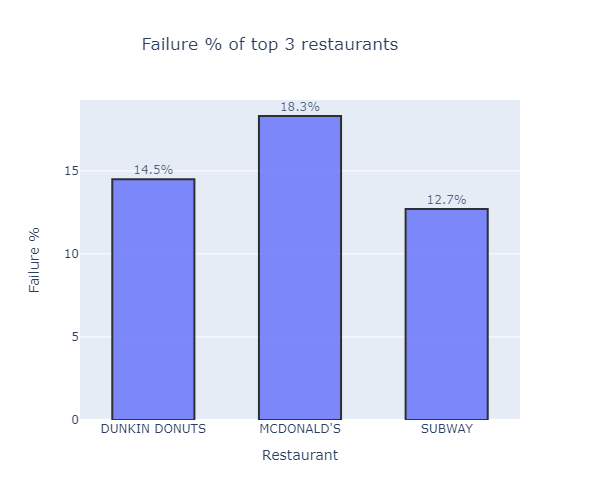 Failure % of top 3 restaurants
18.3%
14.5%
12.7%
15
10
5
0
Failure %
DUNKIN DONUTS
MCDONALD'S
SUBWAY
Restaurant